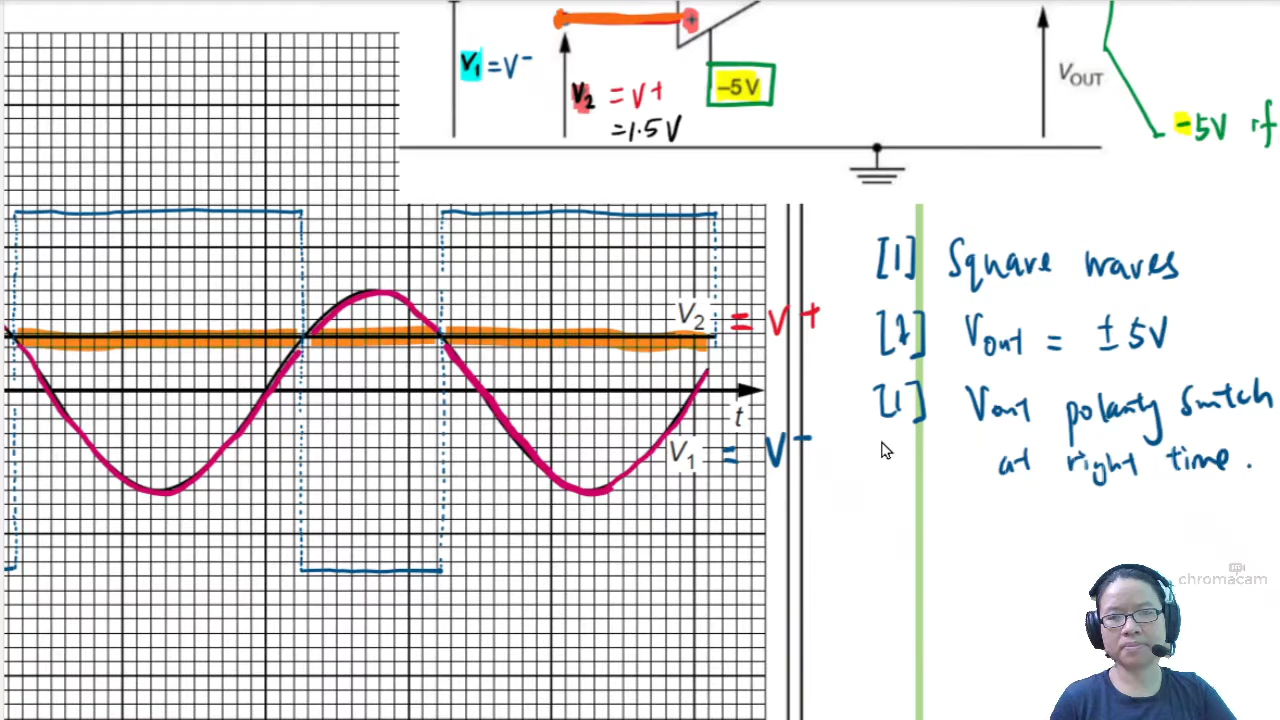 +
V1 = V-
V2 = V+
= 1.5V
-5V
VOUT
-5V if
[1] Square waves
V2 = V+
Vout = ±5V
[1] Vout polarity switch
at right time.
t
V1 = V-
chromacam